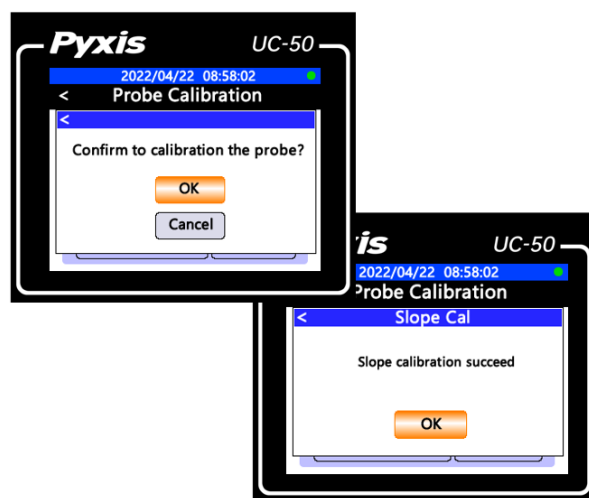 Pyxis UC-50
2022/04/22 08:58:02
< Probe Calibration
<
Confirm to calibration the probe?
OK
Cancel
is UC-50
2022/04/22 08:58:02
Probe Calibration
< Slope Cal
Slope calibration succeed
OK